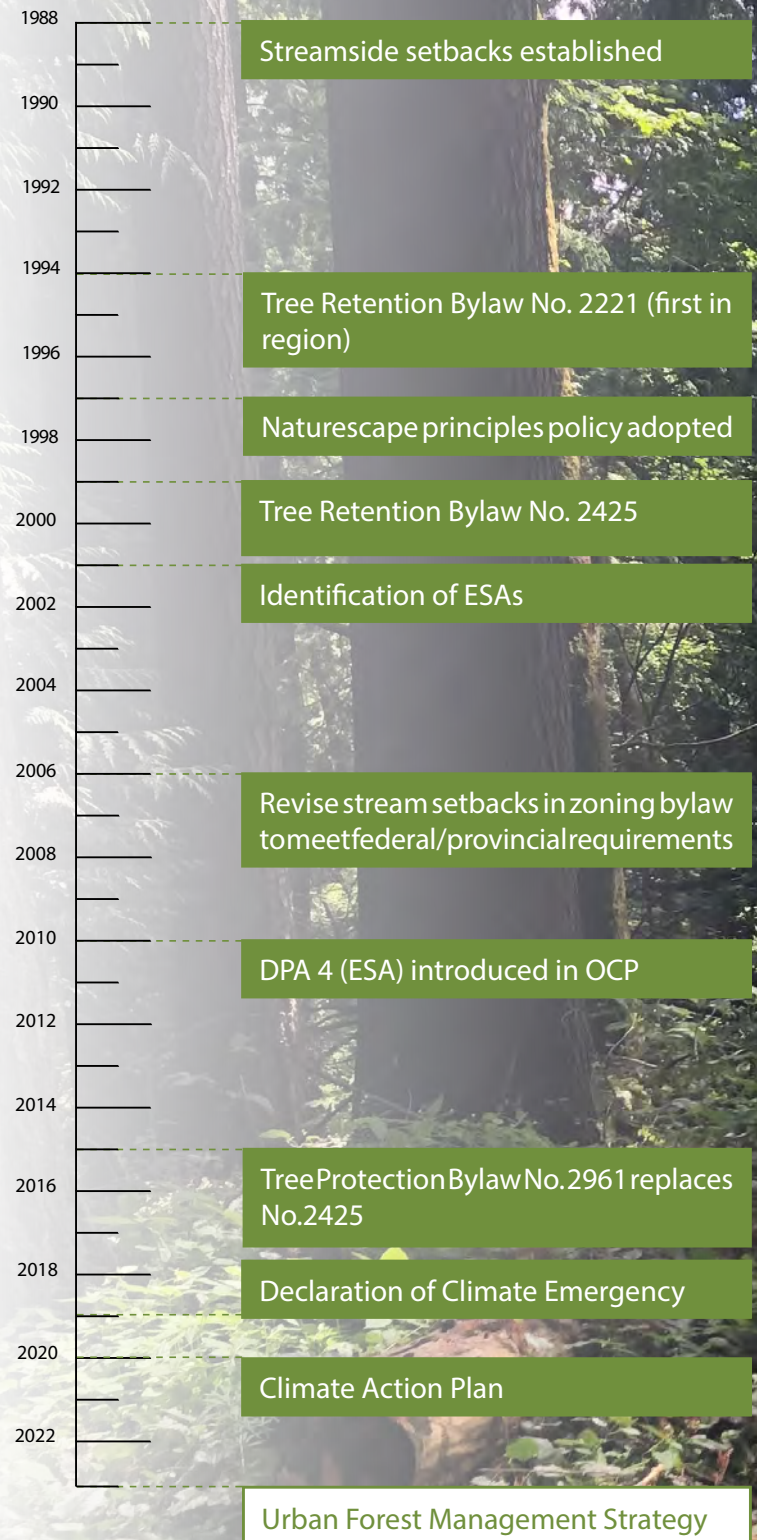 1988
Streamside setbacks established
1990
1992
1994
Tree Retention Bylaw No. 2221 (first in
region)
1996
Naturescape principles policy adopted
1998
Tree Retention Bylaw No. 2425
2000
Identification of ESAs
2002
2004
2006
Revise stream setbacks in zoning bylaw
to meet federal/provincial requirements
2008
2010
DPA 4 (ESA) introduced in OCP
2012
2014
Tree Protection Bylaw No. 2961 replaces
No.2425
2016
2018
Declaration of Climate Emergency
2020
Climate Action Plan
2022
Urban Forest Management Strategy